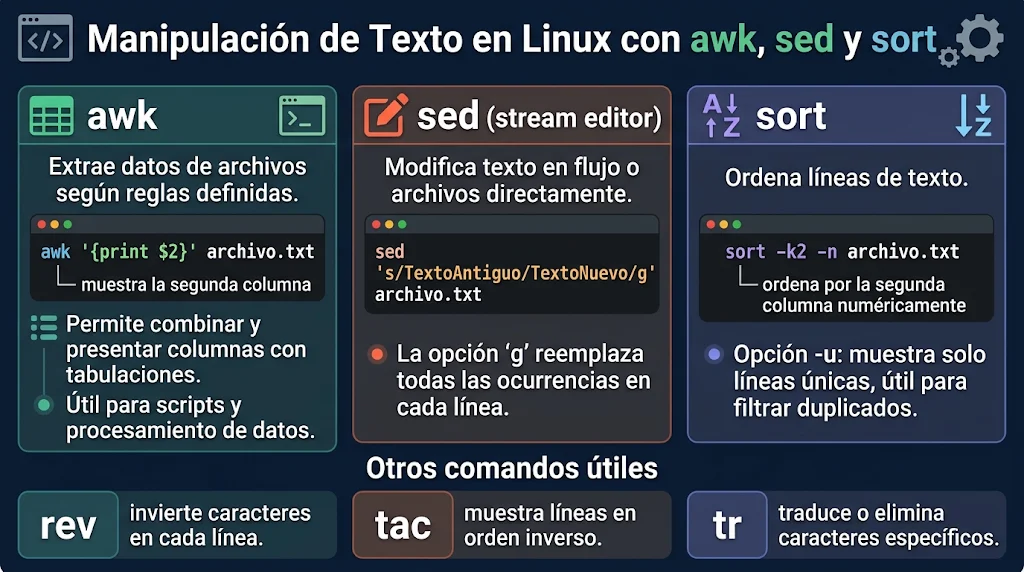 </>
Manipulación de Texto en Linux con awk, sed y sort
awk
>_
Extrae datos de archivos
según reglas definidas.
awk '{print $2}' archivo.txt
muestra la segunda columna
Permite combinar y
presentar columnas con
tabulaciones.
Útil para scripts y
procesamiento de datos.
sed (stream editor)
Modifica texto en flujo o
archivos directamente.
sed
's/TextoAntiguo/TextoNuevo/g'
archivo.txt
La opción ‘g’ reemplaza
todas las ocurrencias en
cada línea.
A
Z
sort
Z
Ordena líneas de texto.
sort -k2 -n archivo.txt
ordena por la segunda
columna numéricamente
Opción -u: muestra solo
líneas únicas, útil para
filtrar duplicados.
Otros comandos útiles
rev
invierte caracteres
en cada línea.
tac
muestra líneas en
orden inverso.
tr
traduce o elimina
caracteres específicos.